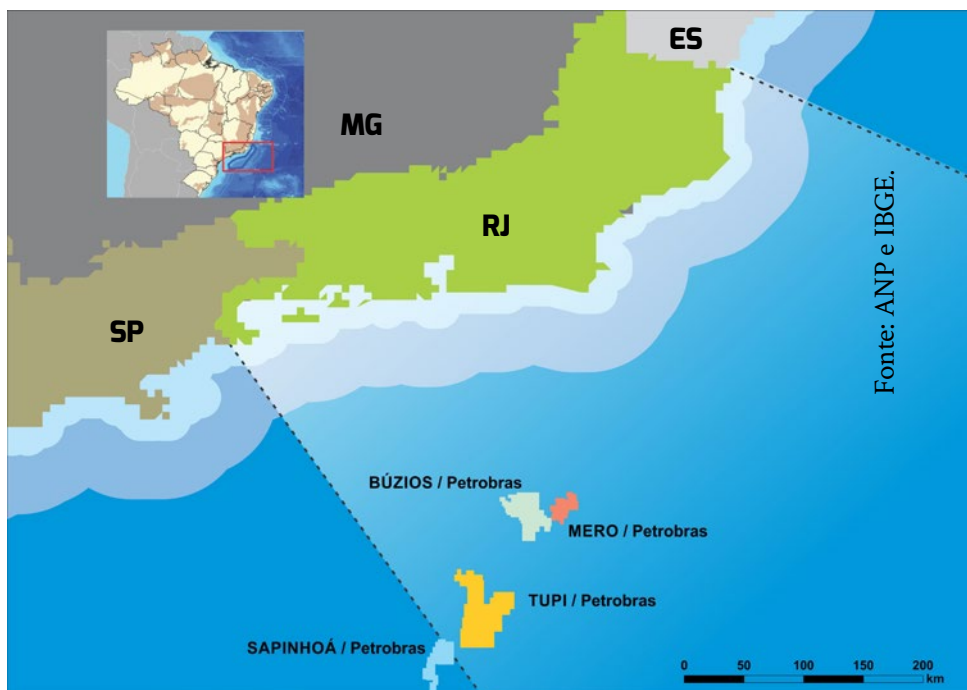 ES
MG
RJ
SP
Fonte: ANP e IBGE.
BÚZIOS / Petrobras
MERO / Petrobras
TUPI / Petrobras
SAPINHOÁ / Petrobras
0 50 100 150 200
km